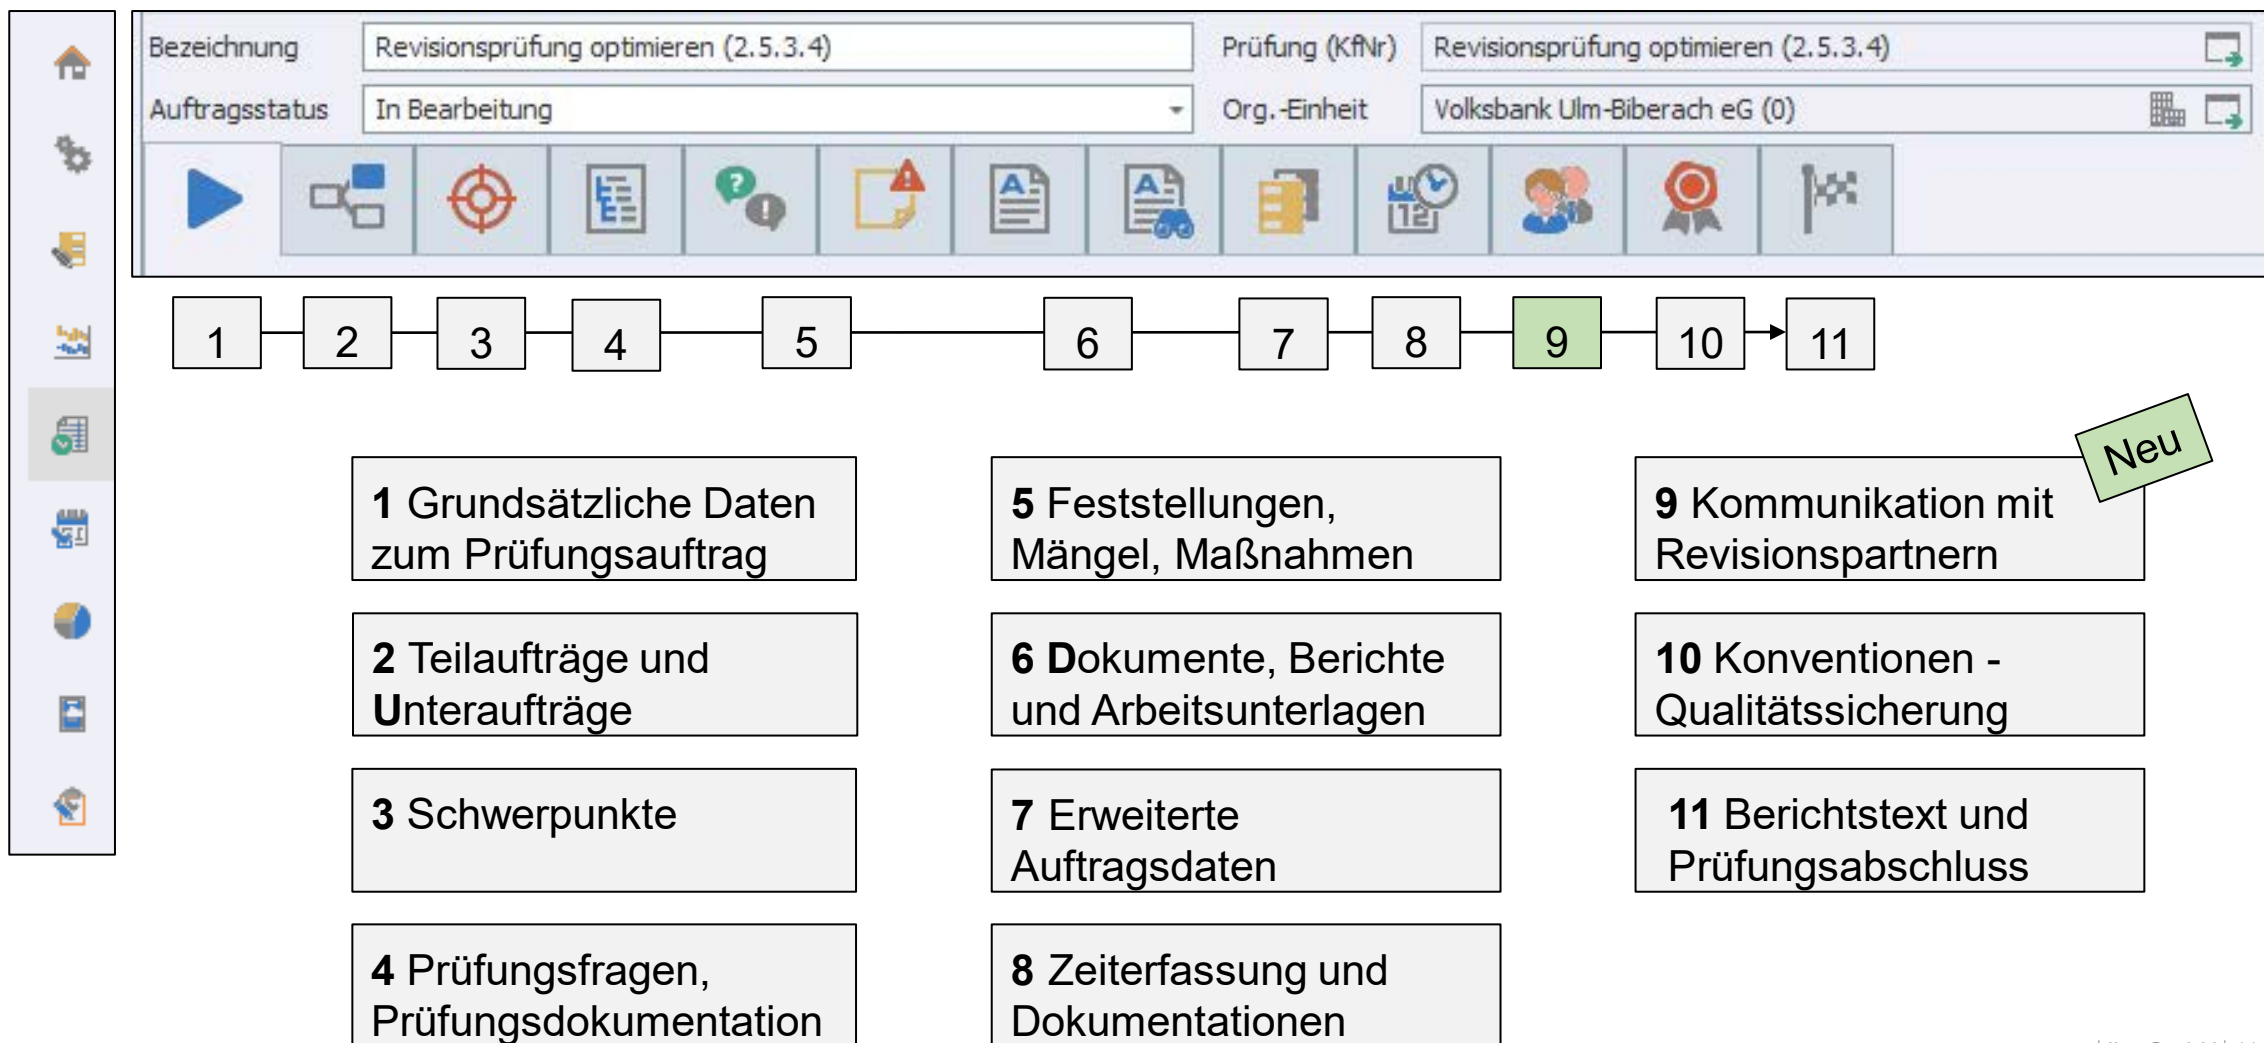 Bezeichnung Revisionsprüfung optimieren (2.5.3.4) Prüfung (KfNr) Revisionsprüfung optimieren (2.5.3.4)
Auftragsstatus In Bearbeitung Org.-Einheit Volksbank Ulm-Biberach eG (0)
1 2 3 4 5 6 7 8 9 10 11
1 Grundsätzliche Daten
zum Prüfungsauftrag
2 Teilaufträge und
Unteraufträge
3 Schwerpunkte
4 Prüfungsfragen,
Prüfungsdokumentation
5 Feststellungen,
Mängel, Maßnahmen
6 Dokumente, Berichte
und Arbeitsunterlagen
7 Erweiterte
Auftragsdaten
8 Zeiterfassung und
Dokumentationen
Neu
9 Kommunikation mit
Revisionspartnern
10 Konventionen -
Qualitätssicherung
11 Berichtstext und
Prüfungsabschluss